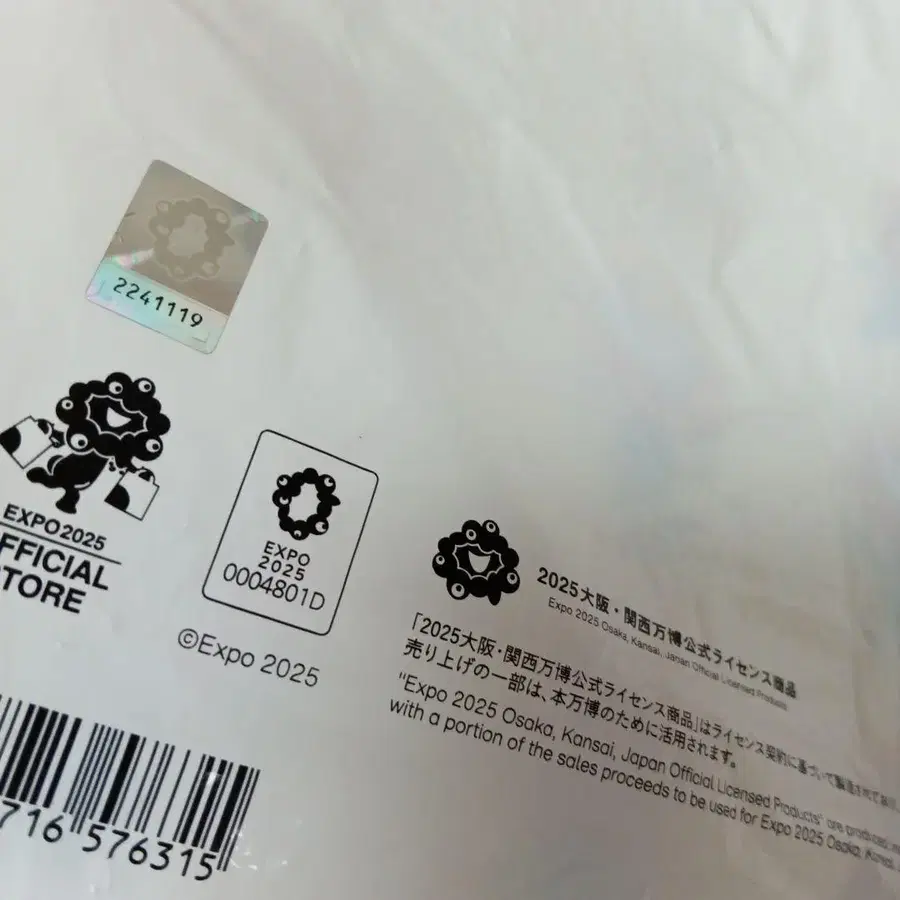 2241119
EXPO2025
FFICIAL
TORE
EXPO
2025
0004801D
©Expo 2025
2025大阪・関西万博公式ライセンス商品
Expo 2025 Osaka, Kansai, Japan Official Licensed Products
「2025大阪・関西万博公式ライセンス商品」はライセンス契約に基づいて製造されており、
売り上げの一部は、本万博のために活用されます。
"Expo 2025 Osaka, Kansai, Japan Official Licensed Products" are produced
with a portion of the sales proceeds to be used for Expo 2025 Osaka, Kansai,
716 576315